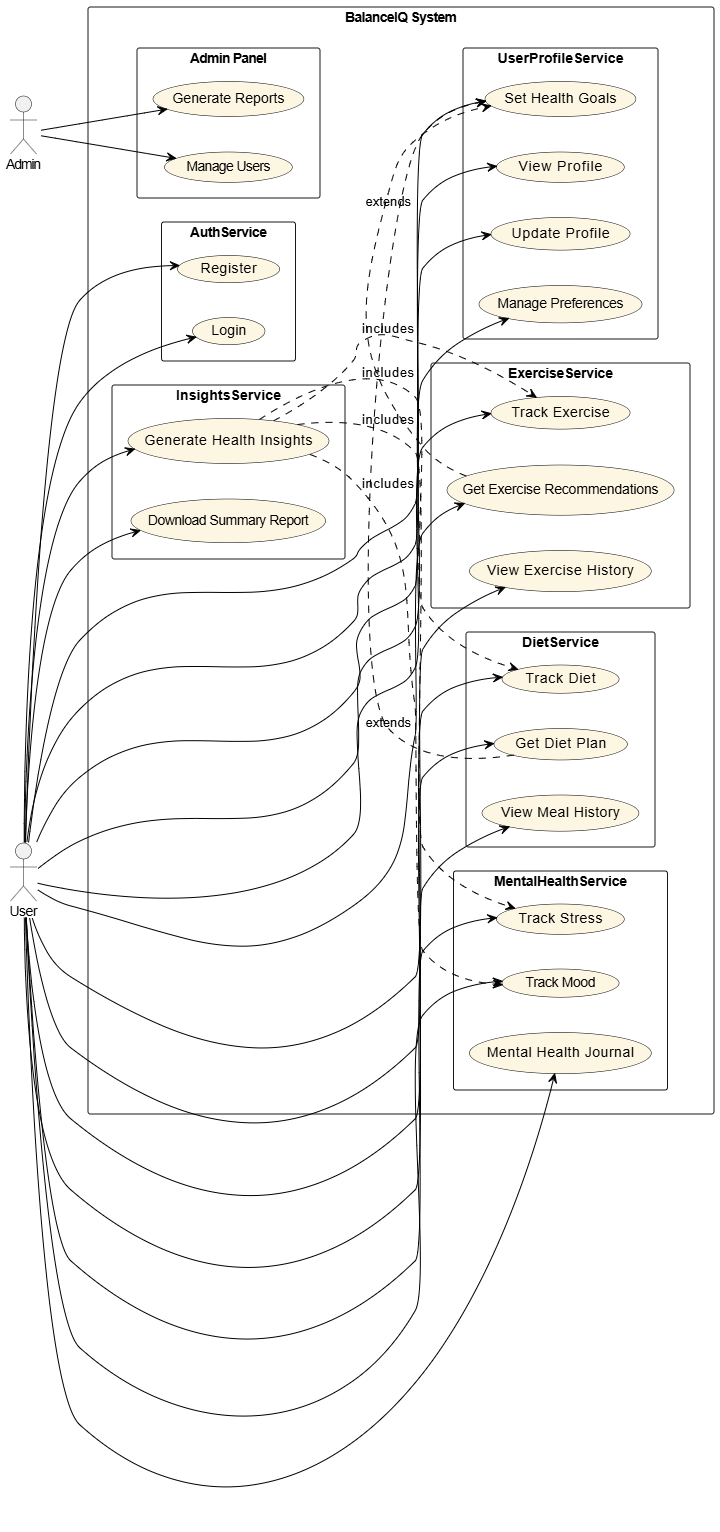 BalanceIQ System
Admin Panel
Generate Reports
Manage Users
Admin
AuthService
Register
Login
InsightsService
Generate Health Insights
Download Summary Report
User
UserProfileService
Set Health Goals
View Profile
Update Profile
Manage Preferences
ExerciseService
Track Exercise
Get Exercise Recommendations
View Exercise History
DietService
Track Diet
Get Diet Plan
View Meal History
MentalHealthService
Track Stress
Track Mood
Mental Health Journal
extends
includes
includes
includes
includes
extends